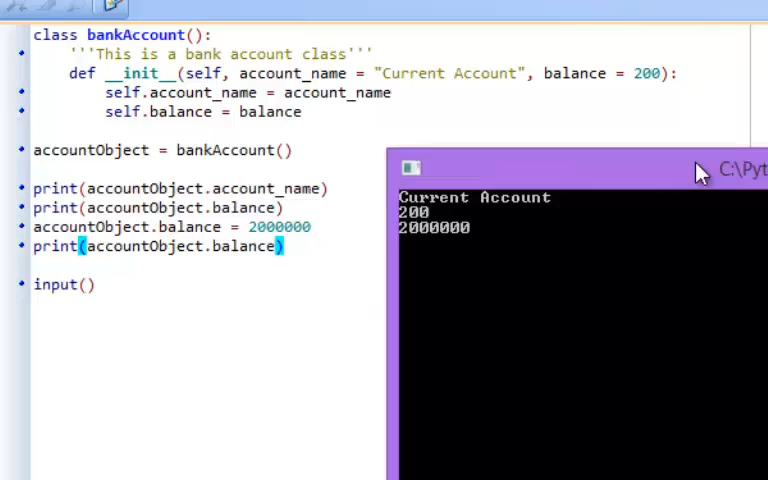 class bankAccount():
'''This is a bank account class'''
def __init__(self, account_name = "Current Account", balance = 200):
self.account_name = account_name
self.balance = balance
accountObject = bankAccount()
print(accountObject.account_name)
print(accountObject.balance)
accountObject.balance = 2000000
print(accountObject.balance)
input()
C:\Pyt
Current Account
200
2000000